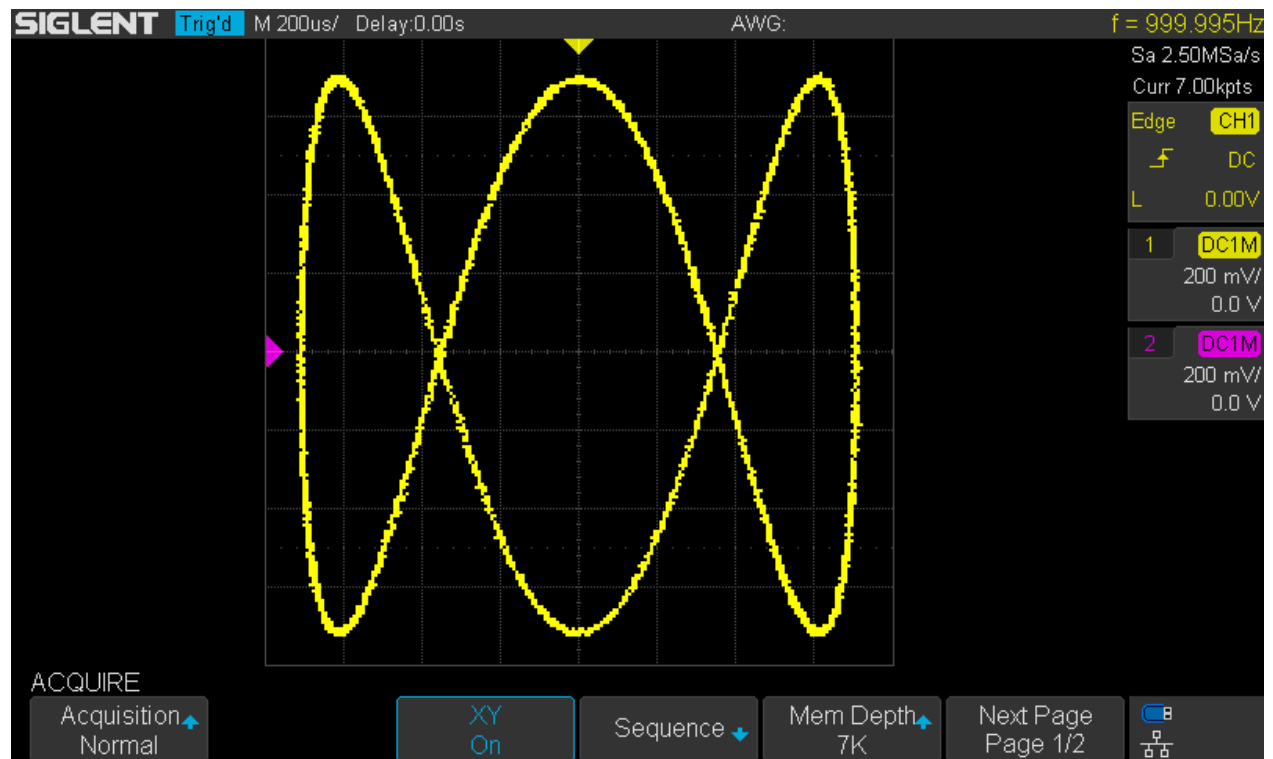 SIGLENT Trig'd M 200us/ Delay:0.00s AWG: f = 999.995Hz
Sa 2.50MSa/s
Curr 7.00kpts
Edge CH1
DC
L 0.00V
1 DC1M
200 mV/
0.0 V
2 DC1M
200 mV/
0.0 V
ACQUIRE
Acquisition
Normal
XY
On
Sequence
Mem Depth
7K
Next Page
Page 1/2